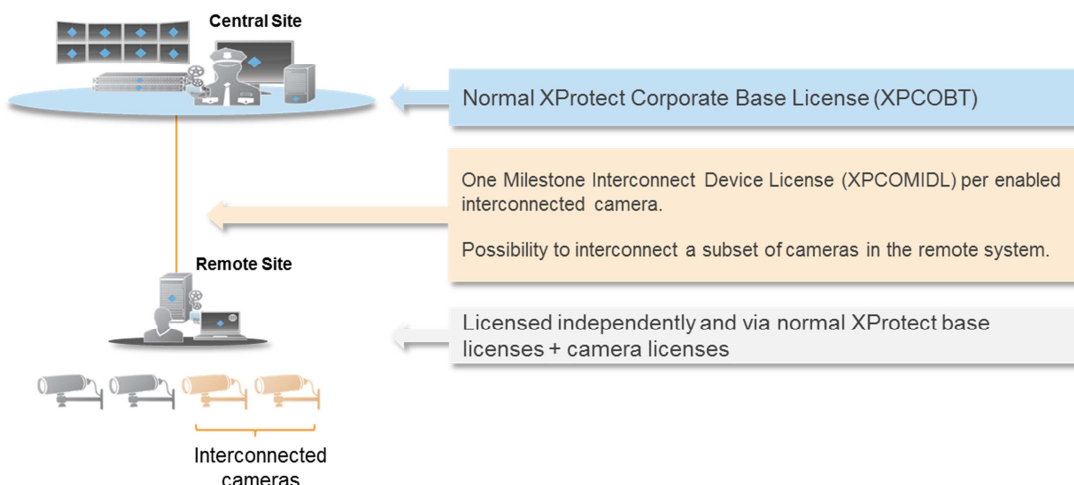 Central Site
Normal XProtect Corporate Base License (XPCOBT)
One Milestone Interconnect Device License (XPCOMIDL) per enabled
interconnected camera.
Possibility to interconnect a subset of cameras in the remote system.
Remote Site
Licensed independently and via normal XProtect base
licenses + camera licenses
Interconnected
cameras